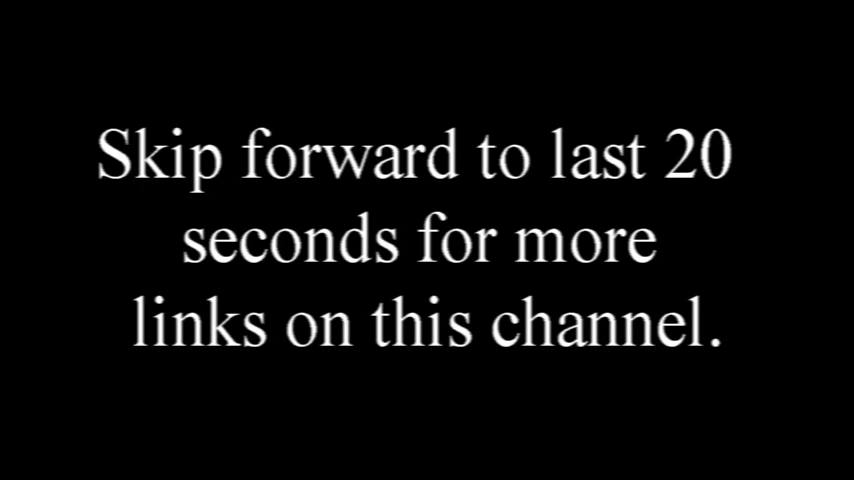 Skip forward to last 20
seconds for more
links on this channel.